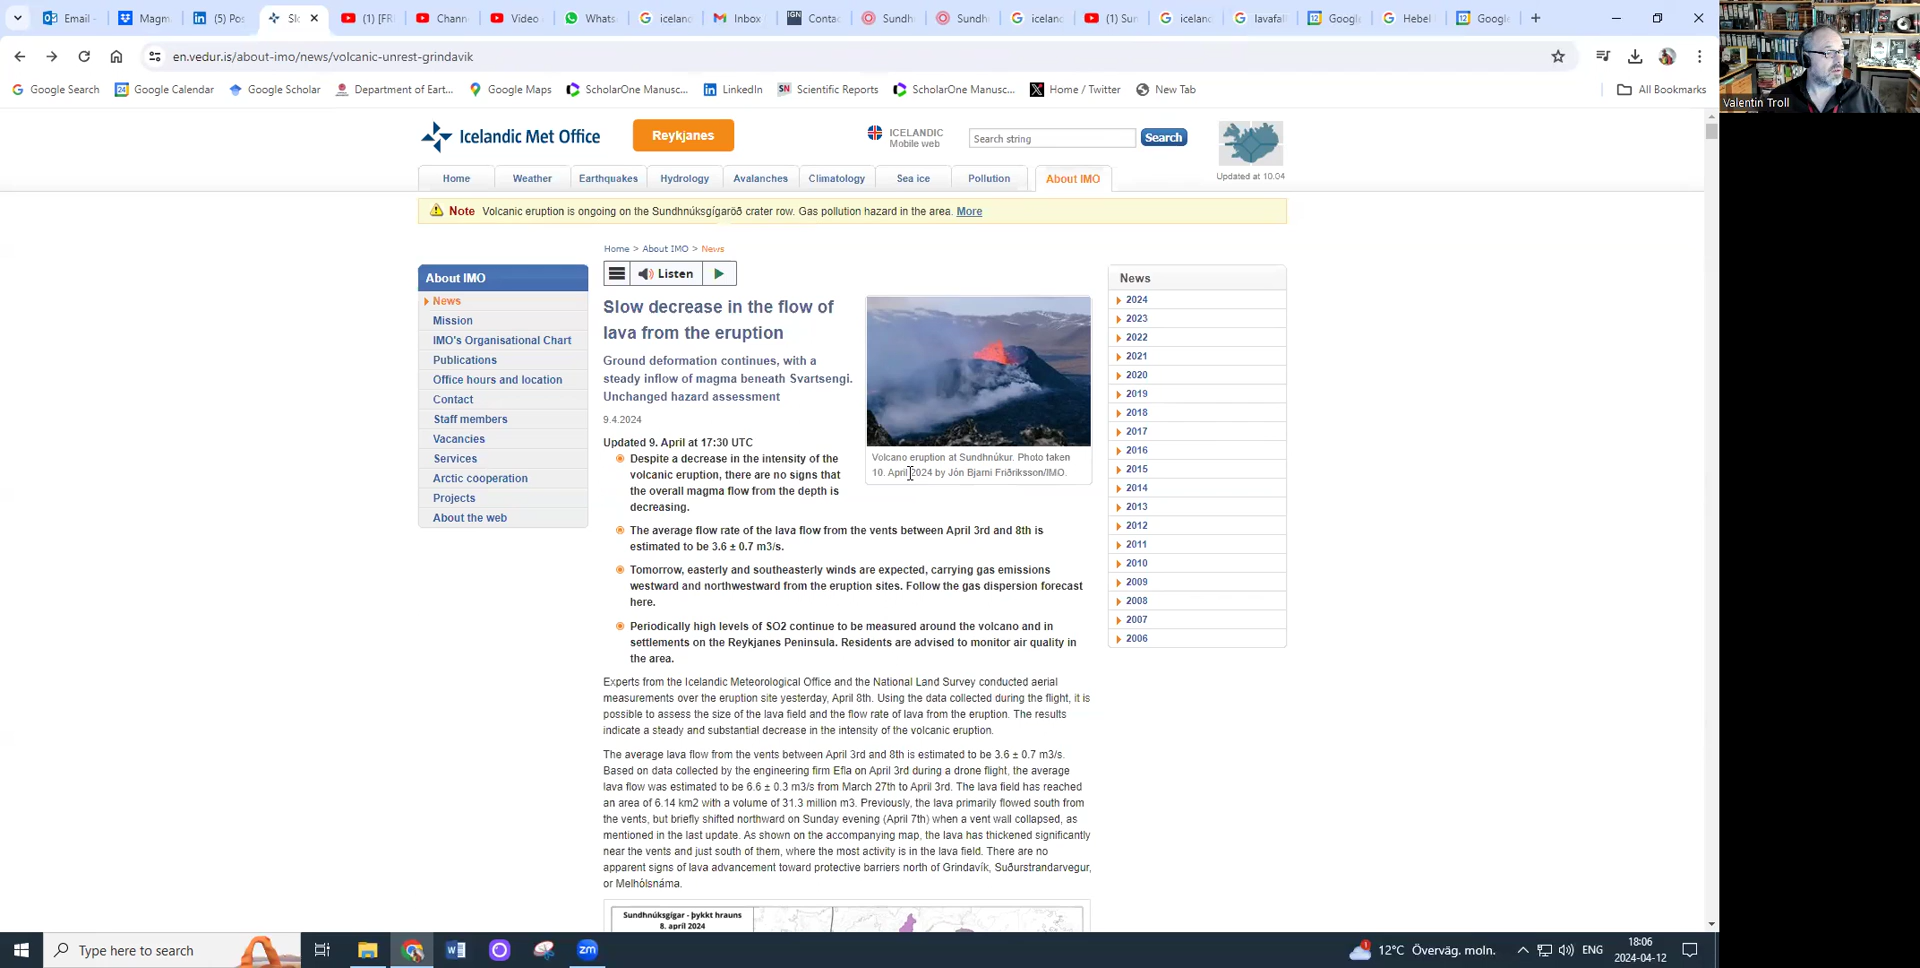 Email -
Magm
(5) Pos
Slo
(1) [FR
Chann
Video
Whats
iceland
Inbox
IGN
Conta
Sundh
Sundh
iceland
(1) Sun
iceland
lavafal
Google
Hebel
Google
en.vedur.is/about-imo/news/volcanic-unrest-grindavik
Google Search
Google Calendar
Google Scholar
Department of Eart...
Google Maps
ScholarOne Manusc...
LinkedIn
SN Scientific Reports
ScholarOne Manusc...
Home / Twitter
New Tab
All Bookmarks
Valentin Troll
Icelandic Met Office
Reykjanes
ICELANDIC
Mobile web
Search string
Search
Updated at 10.04
Home
Weather
Earthquakes
Hydrology
Avalanches
Climatology
Sea ice
Pollution
About IMO
Note Volcanic eruption is ongoing on the Sundhnúksgígaröð crater row. Gas pollution hazard in the area. More
Home > About IMO > News
About IMO
News
Mission
IMO's Organisational Chart
Publications
Office hours and location
Contact
Staff members
Vacancies
Services
Arctic cooperation
Projects
About the web
Listen
Slow decrease in the flow of
lava from the eruption
Ground deformation continues, with a
steady inflow of magma beneath Svartsengi.
Unchanged hazard assessment
9.4.2024
Updated 9. April at 17:30 UTC
Despite a decrease in the intensity of the
volcanic eruption, there are no signs that
the overall magma flow from the depth is
decreasing.
Volcano eruption at Sundhnúkur. Photo taken
10. April 2024 by Jón Bjarni Friðriksson/IMO.
The average flow rate of the lava flow from the vents between April 3rd and 8th is
estimated to be 3.6 ± 0.7 m3/s.
Tomorrow, easterly and southeasterly winds are expected, carrying gas emissions
westward and northwestward from the eruption sites. Follow the gas dispersion forecast
here.
Periodically high levels of SO2 continue to be measured around the volcano and in
settlements on the Reykjanes Peninsula. Residents are advised to monitor air quality in
the area.
Experts from the Icelandic Meteorological Office and the National Land Survey conducted aerial
measurements over the eruption site yesterday, April 8th. Using the data collected during the flight, it is
possible to assess the size of the lava field and the flow rate of lava from the eruption. The results
indicate a steady and substantial decrease in the intensity of the volcanic eruption.
The average lava flow from the vents between April 3rd and 8th is estimated to be 3.6 ± 0.7 m3/s.
Based on data collected by the engineering firm Efla on April 3rd during a drone flight, the average
lava flow was estimated to be 6.6 ± 0.3 m3/s from March 27th to April 3rd. The lava field has reached
an area of 6.14 km2 with a volume of 31.3 million m3. Previously, the lava primarily flowed south from
the vents, but briefly shifted northward on Sunday evening (April 7th) when a vent wall collapsed, as
mentioned in the last update. As shown on the accompanying map, the lava has thickened significantly
near the vents and just south of them, where the most activity is in the lava field. There are no
apparent signs of lava advancement toward protective barriers north of Grindavík, Suðurstrandarvegur,
or Melhólsnáma.
Sundhnúksgígar - þykkt hrauns
8. apríl 2024
News
2024
2023
2022
2021
2020
2019
2018
2017
2016
2015
2014
2013
2012
2011
2010
2009
2008
2007
2006
Type here to search
zm
1
12°C Överväg. moln.
ENG
18:06
2024-04-12